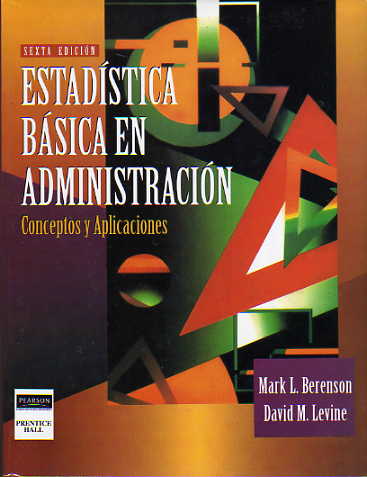 SEXTA EDICIÓN
ESTADÍSTICA
BÁSICA EN
ADMINISTRACIÓN
Conceptos y Aplicaciones
Mark L. Berenson
David M. Levine
PEARSON
PRENTICE
HALL